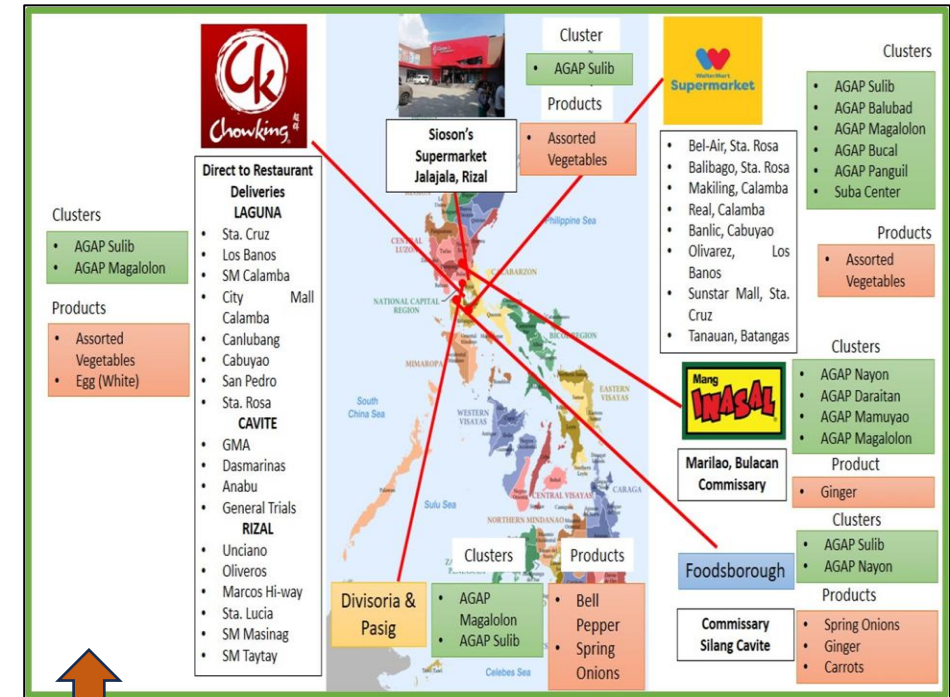 Clusters
• AGAP Sulib
• AGAP Magalolon
Products
• Assorted
Vegetables
• Egg (White)
Ck
Chowking
Direct to Restaurant
Deliveries
LAGUNA
• Sta. Cruz
• Los Banos
• SM Calamba
• City Mall
Calamba
• Canlubang
• Cabuyao
• San Pedro
• Sta. Rosa
CAVITE
• GMA
• Dasmarinas
• Anabu
• General Trials
RIZAL
• Unciano
• Oliveros
• Marcos Hi-way
• Sta. Lucia
• SM Masinag
• SM Taytay
Sioson's
Supermarket
Jalajala, Rizal
Cluster
• AGAP Sulib
Products
• Assorted
Vegetables
WalterMart
Supermarket
• Bel-Air, Sta. Rosa
• Balibago, Sta. Rosa
• Makiling, Calamba
• Real, Calamba
• Banlic, Cabuyao
• Olivarez, Los
Banos
• Sunstar Mall, Sta.
Cruz
• Tanauan, Batangas
Clusters
• AGAP Sulib
• AGAP Balubad
• AGAP Magalolon
• AGAP Bucal
• AGAP Panguil
• Suba Center
Products
• Assorted
Vegetables
Mang
INASAL
Marilao, Bulacan
Commissary
Clusters
• AGAP Nayon
• AGAP Daraitan
• AGAP Mamuyao
• AGAP Magalolon
Product
• Ginger
Foodsborough
Commissary
Silang Cavite
Clusters
• AGAP Sulib
• AGAP Nayon
Products
• Spring Onions
• Ginger
• Carrots
Divisoria &
Pasig
Clusters
• AGAP
Magalolon
• AGAP Sulib
Products
• Bell
Pepper
• Spring
Onions
Philippine Sea
CENTRAL
LUZON
CALABARZON
NATIONAL CAPITAL
REGION
BICOL REGION
MIMAROPA
South
China Sea
WESTERN
VISAYAS
EASTERN
VISAYAS
CENTRAL VISAYAS
CARAGA
Sulu Sea
NORTHERN MINDANAO
Celebes Sea